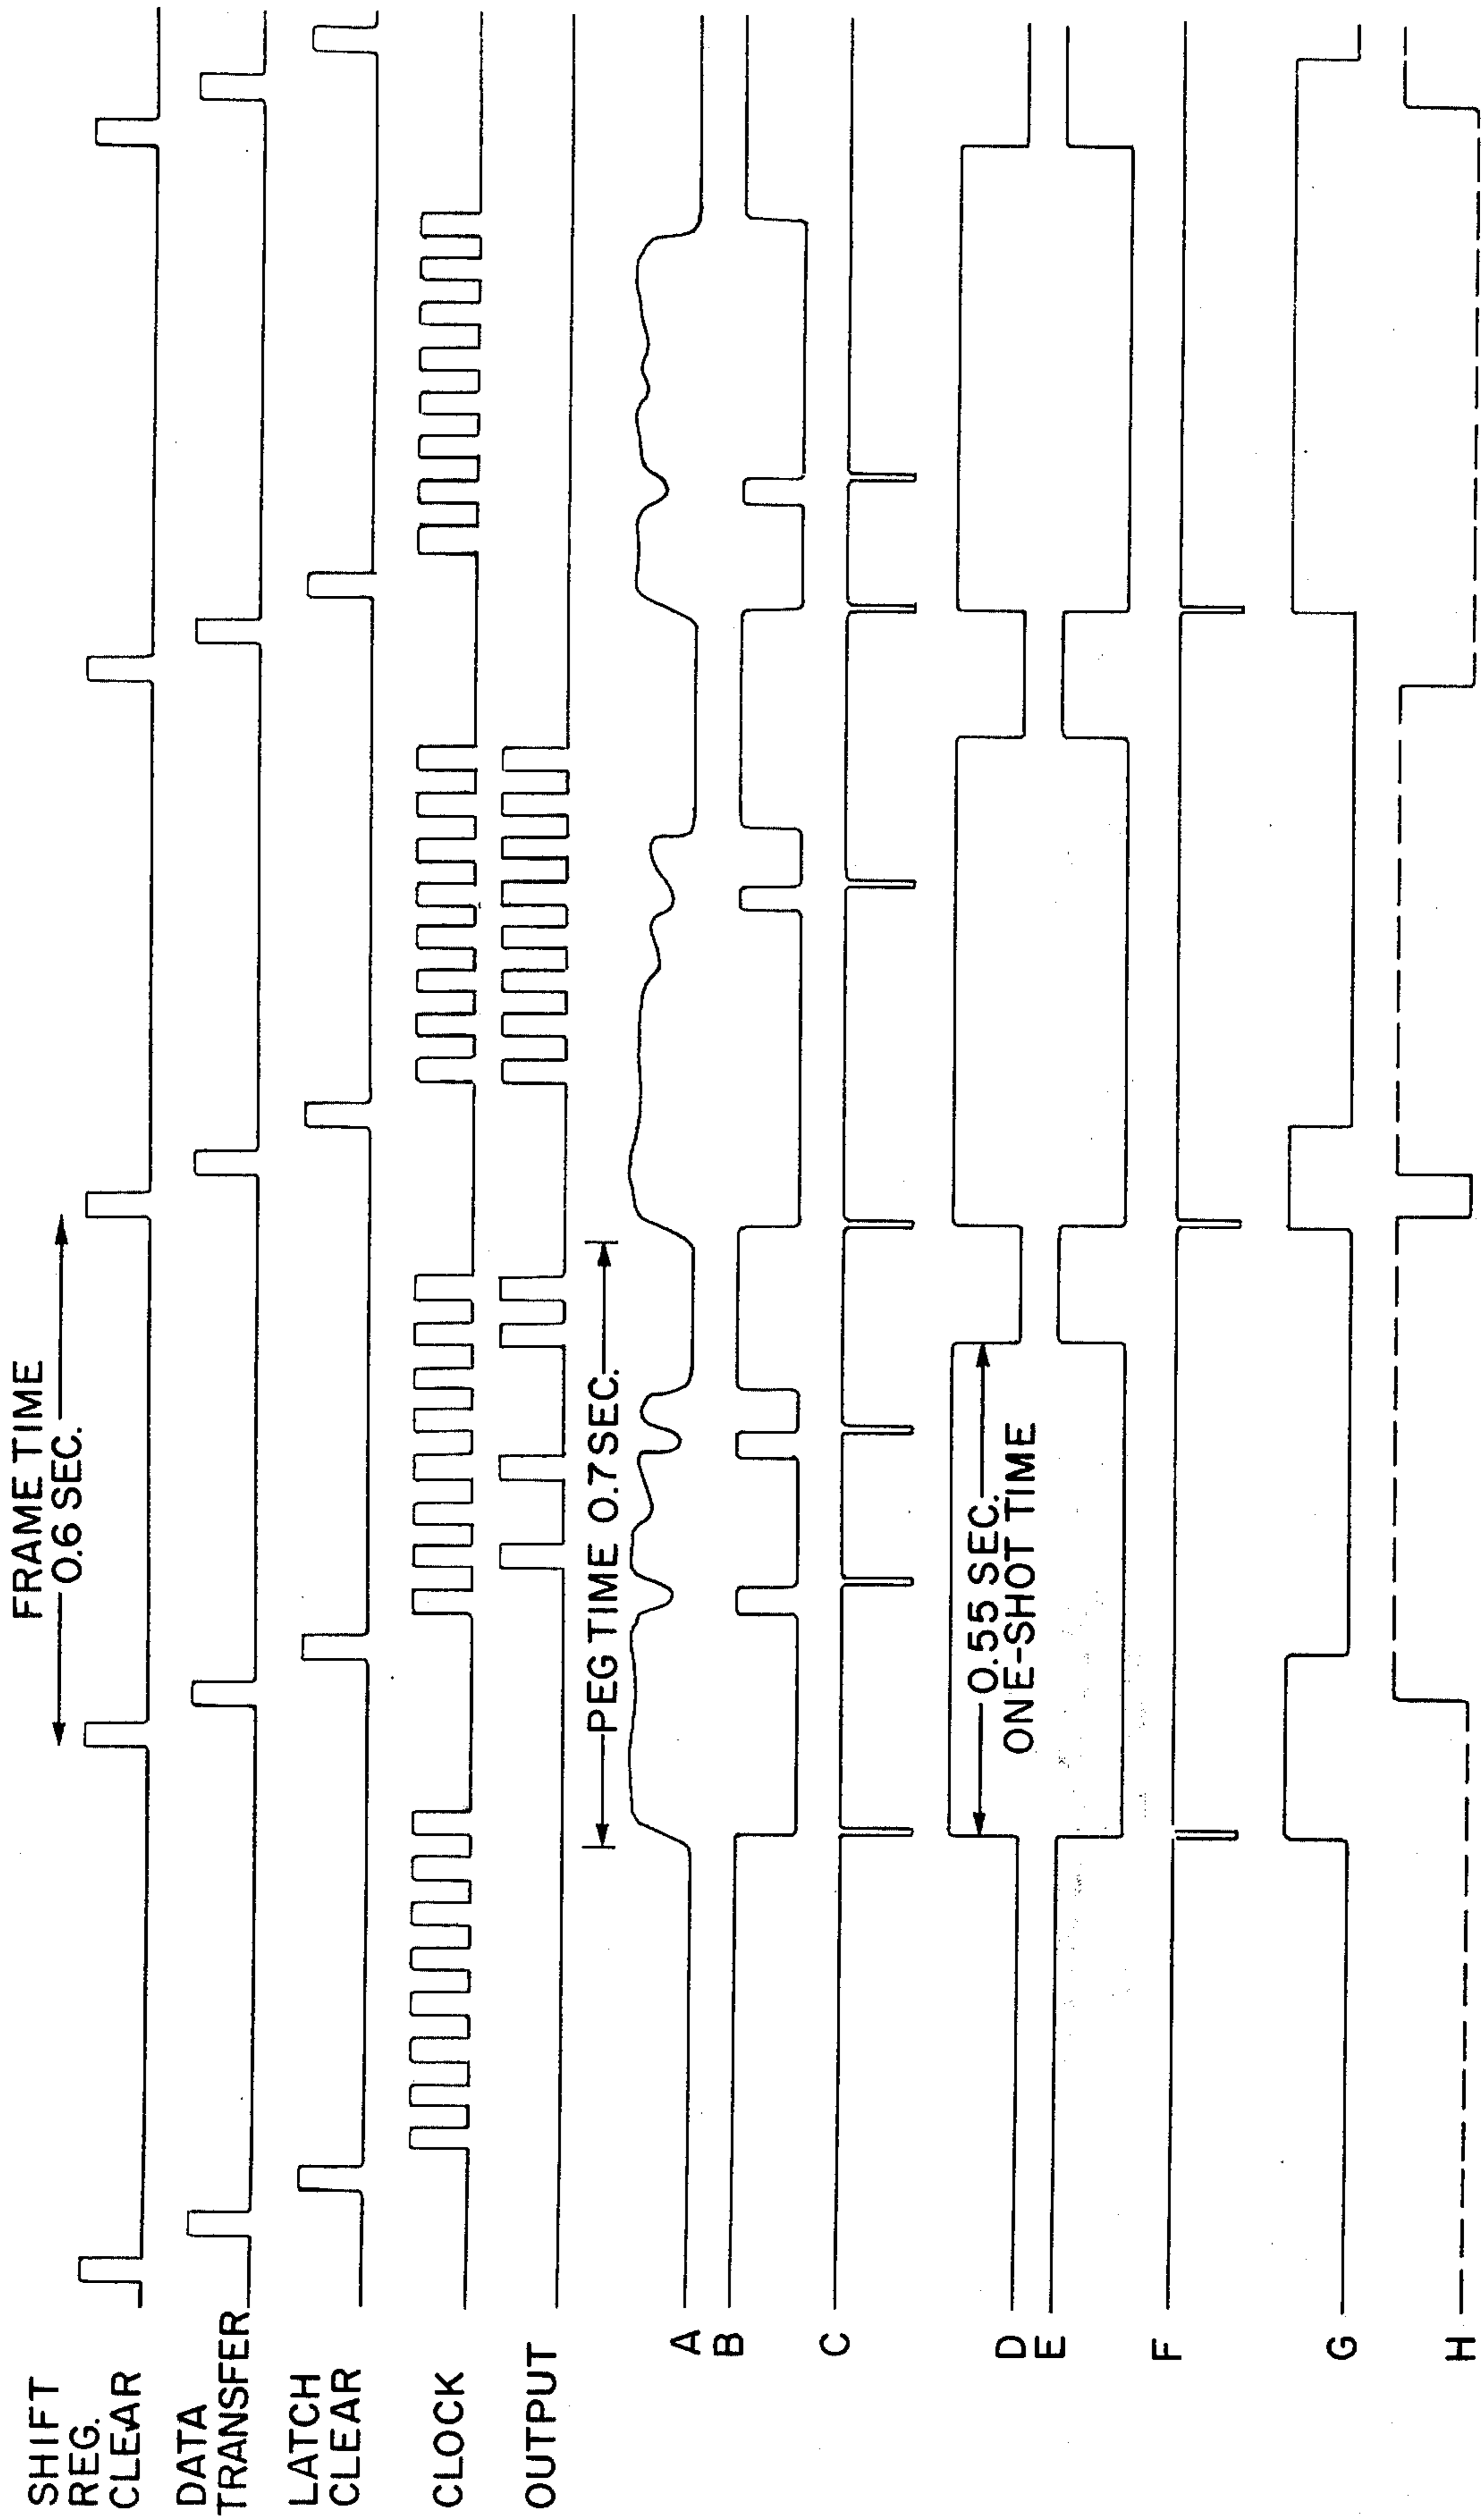 FRAME TIME
0.6 SEC.
PEG TIME 0.7 SEC.
0.55 SEC.
ONE-SHOT TIME
SHIFT
REG.
CLEAR
DATA
TRANSFER
LATCH
CLEAR
CLOCK
OUTPUT
A
B
C
D
E
F
G
H